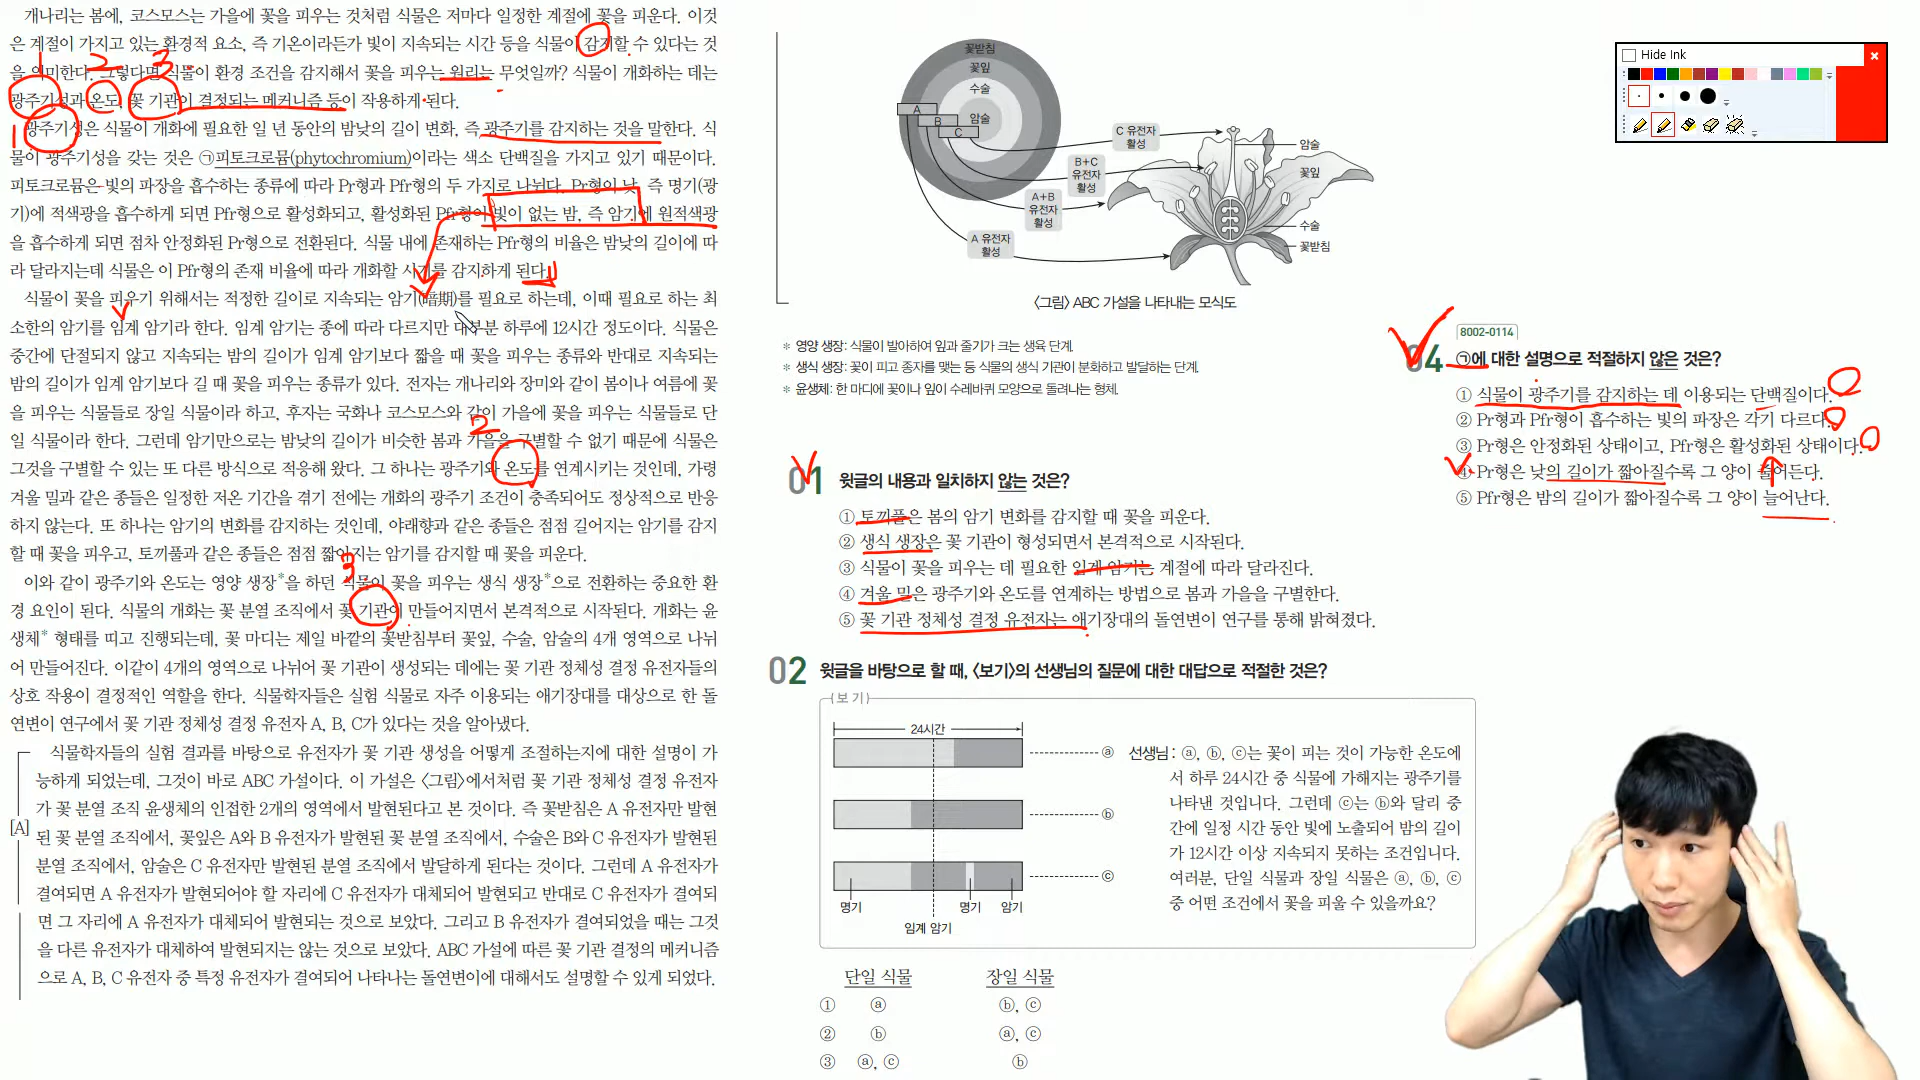 개나리는 봄에, 코스모스는 가을에 꽃을 피우는 것처럼 식물은 저마다 일정한 계절에 꽃을 피운다. 이것
은 계절이 가지고 있는 환경적 요소, 즉 기온이라든가 빛이 지속되는 시간 등을 식물이 감지할 수 있다는 것
을 의미한다. 그렇다면 식물이 환경 조건을 감지해서 꽃을 피우는 원리는 무엇일까? 식물이 개화하는 데는
광주기성과 온도, 꽃 기관이 결정되는 메커니즘 등이 작용하게 된다.
광주기성은 식물이 개화에 필요한 일 년 동안의 밤낮의 길이 변화, 즉 광주기를 감지하는 것을 말한다. 식
물이 광주기성을 갖는 것은 ㉠피토크로뮴(phytochromium)이라는 색소 단백질을 가지고 있기 때문이다.
피토크로뮴은 빛의 파장을 흡수하는 종류에 따라 Pr형과 Pfr형의 두 가지로 나뉜다. Pr형이 낮, 즉 명기(광
기)에 적색광을 흡수하게 되면 Pfr형으로 활성화되고, 활성화된 Pfr형이 빛이 없는 밤, 즉 암기에 원적색광
을 흡수하게 되면 점차 안정화된 Pr형으로 전환된다. 식물 내에 존재하는 Pfr형의 비율은 밤낮의 길이에 따
라 달라지는데 식물은 이 Pfr형의 존재 비율에 따라 개화할 시기를 감지하게 된다.
식물이 꽃을 피우기 위해서는 적정한 길이로 지속되는 암기(暗期)를 필요로 하는데, 이때 필요로 하는 최
소한의 암기를 임계 암기라 한다. 임계 암기는 종에 따라 다르지만 대부분 하루에 12시간 정도이다. 식물은
중간에 단절되지 않고 지속되는 밤의 길이가 임계 암기보다 짧을 때 꽃을 피우는 종류와 반대로 지속되는
밤의 길이가 임계 암기보다 길 때 꽃을 피우는 종류가 있다. 전자는 개나리와 장미와 같이 봄이나 여름에 꽃
을 피우는 식물들로 장일 식물이라 하고, 후자는 국화나 코스모스와 같이 가을에 꽃을 피우는 식물들로 단
일 식물이라 한다. 그런데 암기만으로는 밤낮의 길이가 비슷한 봄과 가을을 구별할 수 없기 때문에 식물은
그것을 구별할 수 있는 또 다른 방식으로 적응해 왔다. 그 하나는 광주기와 온도를 연계시키는 것인데, 가령
겨울 밀과 같은 종들은 일정한 저온 기간을 겪기 전에는 개화의 광주기 조건이 충족되어도 정상적으로 반응
하지 않는다. 또 하나는 암기의 변화를 감지하는 것인데, 야래향과 같은 종들은 점점 길어지는 암기를 감지
할 때 꽃을 피우고, 토끼풀과 같은 종들은 점점 짧아지는 암기를 감지할 때 꽃을 피운다.
이와 같이 광주기와 온도는 영양 생장*을 하던 식물이 꽃을 피우는 생식 생장*으로 전환하는 중요한 환
경 요인이 된다. 식물의 개화는 꽃 분열 조직에서 꽃 기관이 만들어지면서 본격적으로 시작된다. 개화는 윤
생체* 형태를 띠고 진행되는데, 꽃 마디는 제일 바깥의 꽃받침부터 꽃잎, 수술, 암술의 4개 영역으로 나뉘
어 만들어진다. 이같이 4개의 영역으로 나뉘어 꽃 기관이 생성되는 데에는 꽃 기관 정체성 결정 유전자들의
상호 작용이 결정적인 역할을 한다. 식물학자들은 실험 식물로 자주 이용되는 애기장대를 대상으로 한 돌
연변이 연구에서 꽃 기관 정체성 결정 유전자 A, B, C가 있다는 것을 알아냈다.
식물학자들의 실험 결과를 바탕으로 유전자가 꽃 기관 생성을 어떻게 조절하는지에 대한 설명이 가
능하게 되었는데, 그것이 바로 ABC 가설이다. 이 가설은 〈그림〉에서처럼 꽃 기관 정체성 결정 유전자
가 꽃 분열 조직 윤생체의 인접한 2개의 영역에서 발현된다고 본 것이다. 즉 꽃받침은 A 유전자만 발현
[A] 된 꽃 분열 조직에서, 꽃잎은 A와 B 유전자가 발현된 꽃 분열 조직에서, 수술은 B와 C 유전자가 발현된
분열 조직에서, 암술은 C 유전자만 발현된 분열 조직에서 발달하게 된다는 것이다. 그런데 A 유전자가
결여되면 A 유전자가 발현되어야 할 자리에 C 유전자가 대체되어 발현되고 반대로 C 유전자가 결여되
면 그 자리에 A 유전자가 대체되어 발현되는 것으로 보았다. 그리고 B 유전자가 결여되었을 때는 그것
을 다른 유전자가 대체하여 발현되지는 않는 것으로 보았다. ABC 가설에 따른 꽃 기관 결정의 메커니즘
으로 A, B, C 유전자 중 특정 유전자가 결여되어 나타나는 돌연변이에 대해서도 설명할 수 있게 되었다.
1 2 3
1
2
3
꽃받침
꽃잎
수술
암술
A
B
C
C 유전자
활성
B+C
유전자
활성
A+B
유전자
활성
A 유전자
활성
암술
꽃잎
수술
꽃받침
〈그림〉 ABC 가설을 나타내는 모식도
* 영양 생장: 식물이 발아하여 잎과 줄기가 크는 생육 단계.
* 생식 생장: 꽃이 피고 종자를 맺는 등 식물의 생식 기관이 분화하고 발달하는 단계.
* 윤생체: 한 마디에 꽃이나 잎이 수레바퀴 모양으로 돌려나는 형체.
01 윗글의 내용과 일치하지 않는 것은?
① 토끼풀은 봄의 암기 변화를 감지할 때 꽃을 피운다.
② 생식 생장은 꽃 기관이 형성되면서 본격적으로 시작된다.
③ 식물이 꽃을 피우는 데 필요한 임계 암기는 계절에 따라 달라진다.
④ 겨울 밀은 광주기와 온도를 연계하는 방법으로 봄과 가을을 구별한다.
⑤ 꽃 기관 정체성 결정 유전자는 애기장대의 돌연변이 연구를 통해 밝혀졌다.
02 윗글을 바탕으로 할 때, 〈보기〉의 선생님의 질문에 대한 대답으로 적절한 것은?
보기
24시간
ⓐ
ⓑ
ⓒ
명기
명기
암기
임계 암기
선생님 : ⓐ, ⓑ, ⓒ는 꽃이 피는 것이 가능한 온도에
서 하루 24시간 중 식물에 가해지는 광주기를
나타낸 것입니다. 그런데 ⓒ는 ⓑ와 달리 중
간에 일정 시간 동안 빛에 노출되어 밤의 길이
가 12시간 이상 지속되지 못하는 조건입니다.
여러분, 단일 식물과 장일 식물은 ⓐ, ⓑ, ⓒ
중 어떤 조건에서 꽃을 피울 수 있을까요?
단일 식물 장일 식물
① ⓐ ⓑ, ⓒ
② ⓑ ⓐ, ⓒ
③ ⓐ, ⓒ ⓑ
8002-0114
04 ㉠에 대한 설명으로 적절하지 않은 것은?
① 식물이 광주기를 감지하는 데 이용되는 단백질이다.
② Pr형과 Pfr형이 흡수하는 빛의 파장은 각기 다르다.
③ Pr형은 안정화된 상태이고, Pfr형은 활성화된 상태이다.
④ Pr형은 낮의 길이가 짧아질수록 그 양이 줄어든다.
⑤ Pfr형은 밤의 길이가 짧아질수록 그 양이 늘어난다.
Hide Ink